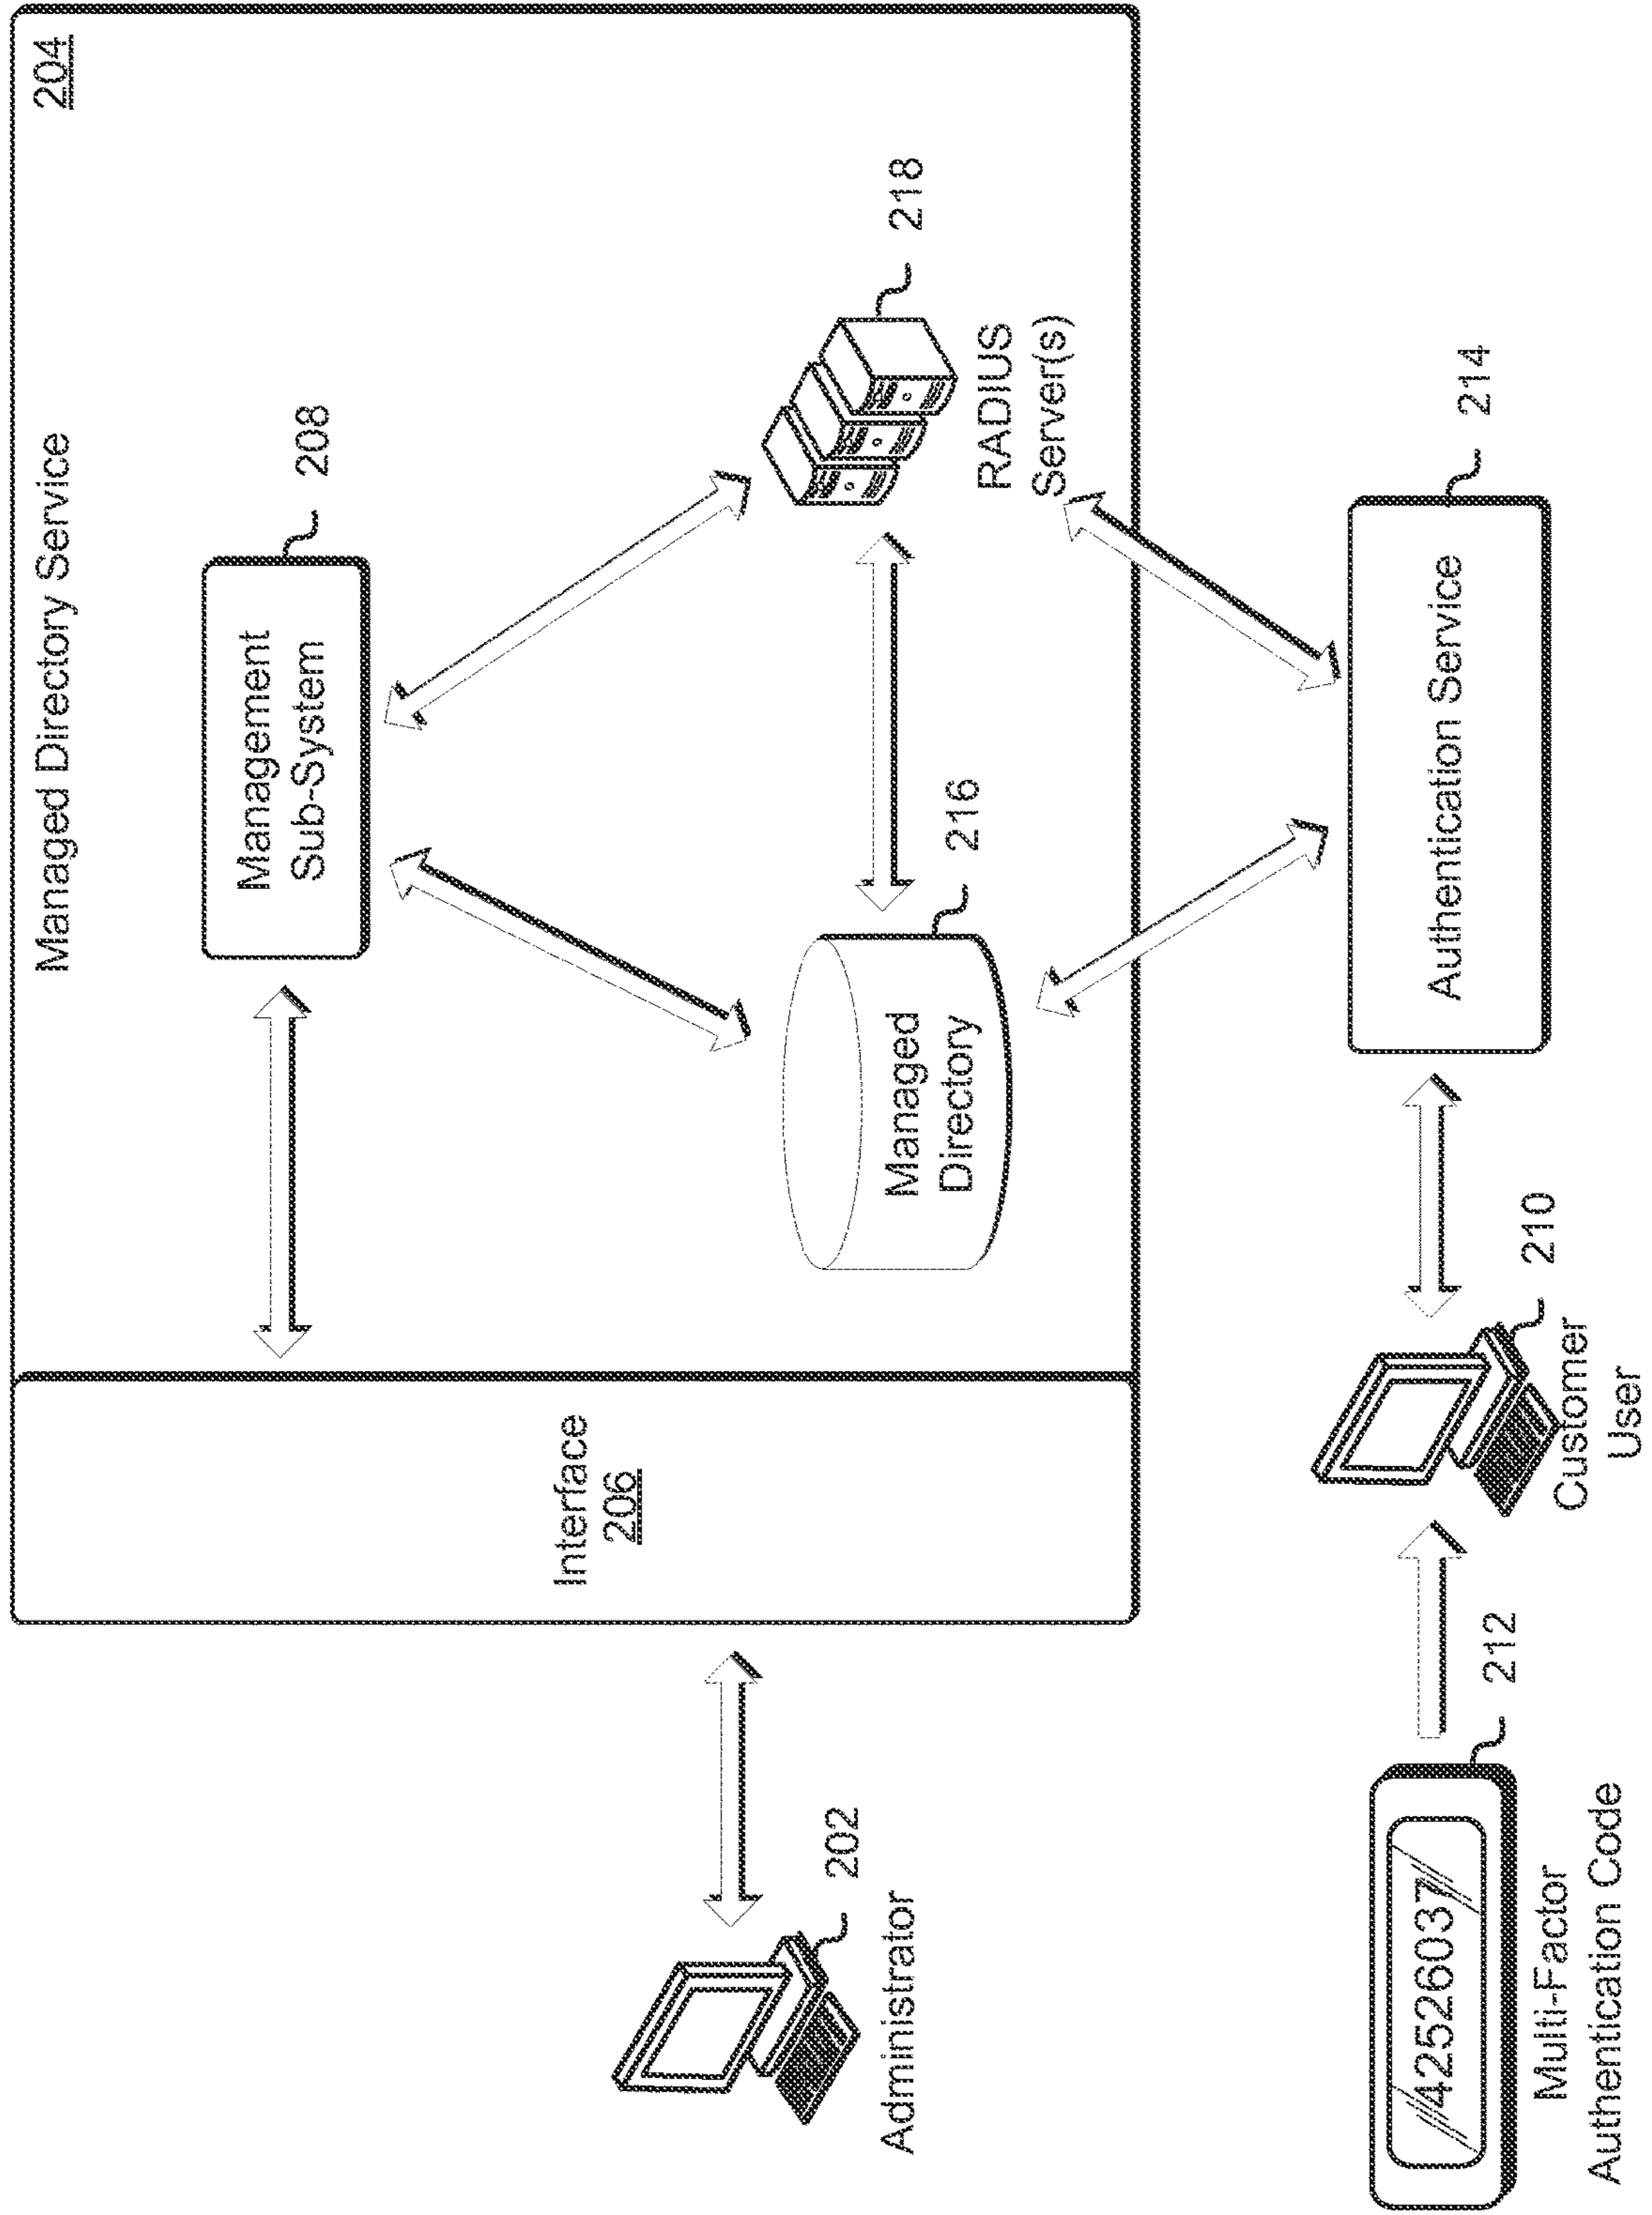 Managed Directory Service
204
Management
Sub-System
208
Interface
206
Administrator
202
Managed
Directory
216
RADIUS
Server(s)
218
Authentication Service
214
Customer
User
210
42526037
212
Multi-Factor
Authentication Code